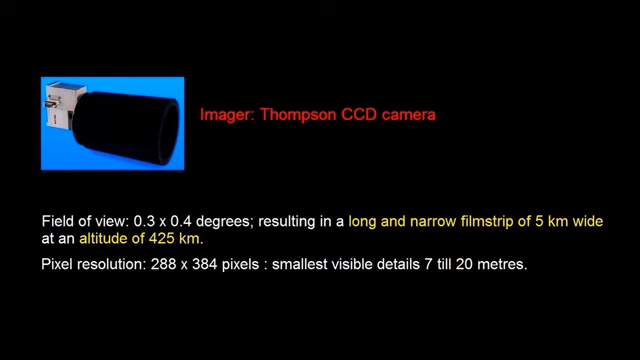 Imager: Thompson CCD camera
Field of view: 0.3 x 0.4 degrees; resulting in a long and narrow filmstrip of 5 km wide
at an altitude of 425 km.
Pixel resolution: 288 x 384 pixels : smallest visible details 7 till 20 metres.